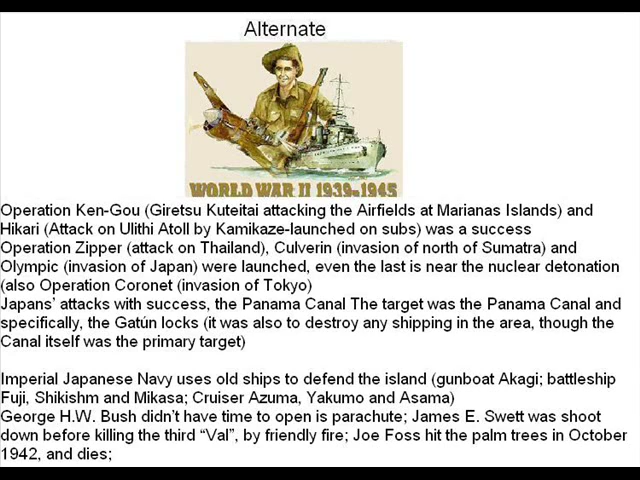 Alternate
WORLD WAR II 1939-1945
Operation Ken-Gou (Giretsu Kuteitai attacking the Airfields at Marianas Islands) and
Hikari (Attack on Ulithi Atoll by Kamikaze-launched on subs) was a success
Operation Zipper (attack on Thailand), Culverin (invasion of north of Sumatra) and
Olympic (invasion of Japan) were launched, even the last is near the nuclear detonation
(also Operation Coronet (invasion of Tokyo)
Japans' attacks with success, the Panama Canal The target was the Panama Canal and
specifically, the Gatún locks (it was also to destroy any shipping in the area, though the
Canal itself was the primary target)
Imperial Japanese Navy uses old ships to defend the island (gunboat Akagi; battleship
Fuji, Shikishm and Mikasa; Cruiser Azuma, Yakumo and Asama)
George H.W. Bush didn't have time to open is parachute; James E. Swett was shoot
down before killing the third “Val”, by friendly fire; Joe Foss hit the palm trees in October
1942, and dies;